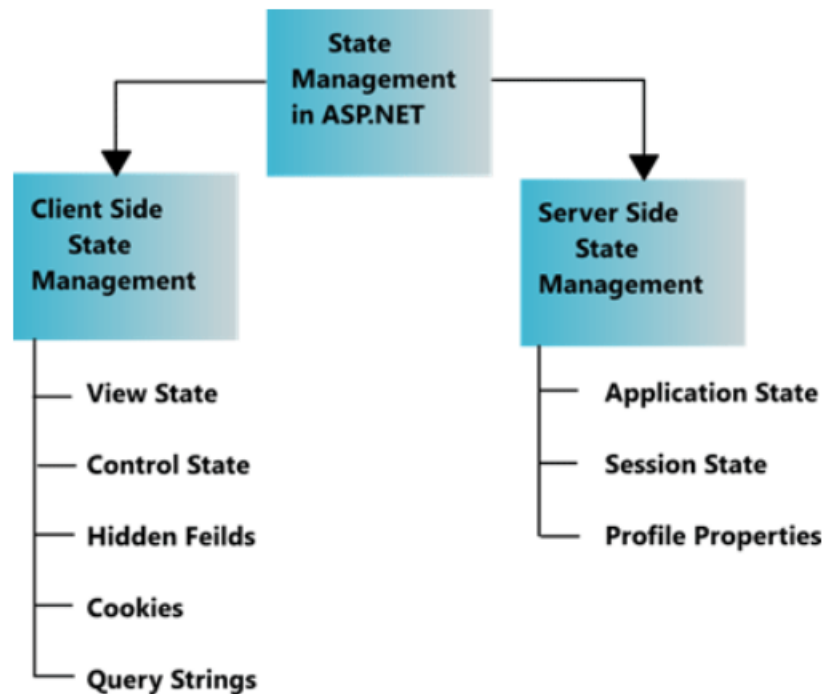 State
Management
in ASP.NET
Client Side
State
Management
Server Side
State
Management
View State
Control State
Hidden Feilds
Cookies
Query Strings
Application State
Session State
Profile Properties